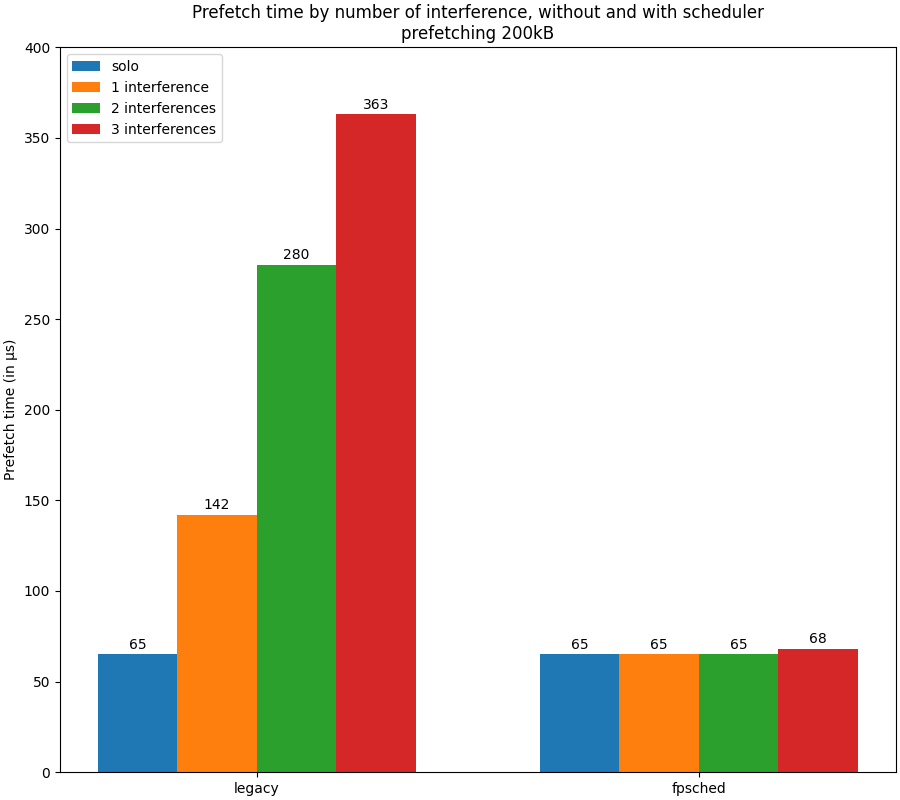 Prefetch time by number of interference, without and with scheduler
prefetching 200kB
Prefetch time (in µs)
400
350
300
250
200
150
100
50
0
solo
1 interference
2 interferences
3 interferences
65
142
280
363
65
65
65
68
legacy
fpsched